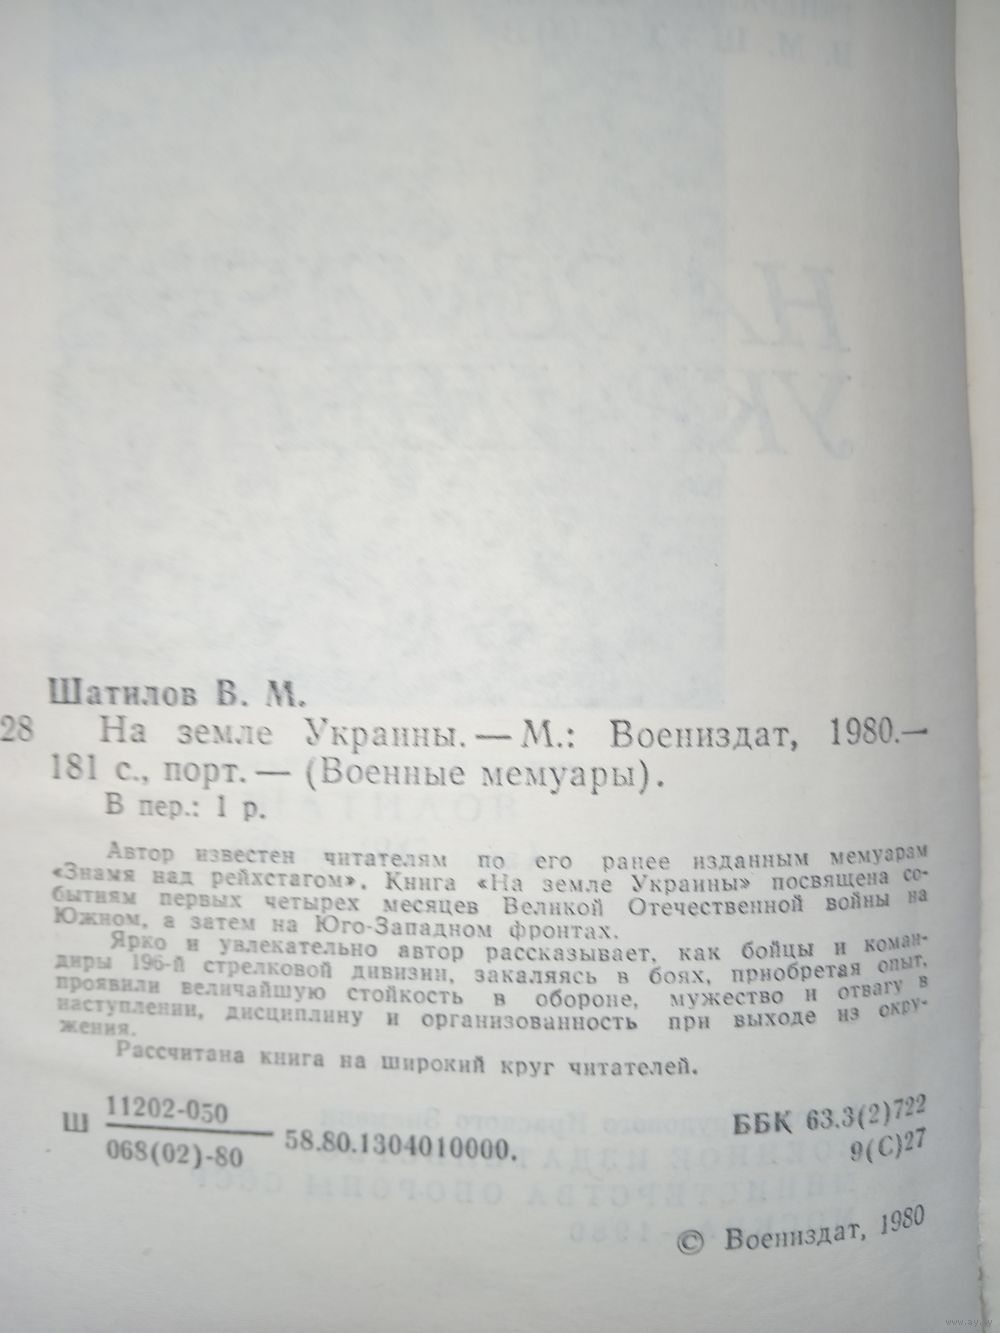 Шатилов В. М.
28 На земле Украины. — М.: Воениздат, 1980.—
181 с., порт. — (Военные мемуары).
В пер.: 1 р.
Автор известен читателям по его ранее изданным мемуарам
«Знамя над рейхстагом». Книга «На земле Украины» посвящена со-
бытиям первых четырех месяцев Великой Отечественной войны на
Южном, а затем на Юго-Западном фронтах.
Ярко и увлекательно автор рассказывает, как бойцы и коман-
диры 196-й стрелковой дивизии, закаляясь в боях, приобретая опыт,
проявили величайшую стойкость в обороне, мужество и отвагу в
наступлении, дисциплину и организованность при выходе из окру-
жения.
Рассчитана книга на широкий круг читателей.
Ш 11202-050
068(02)-80 58.80.1304010000.
ББК 63.3(2)722
9(С)27
© Воениздат, 1980
www.ay.by